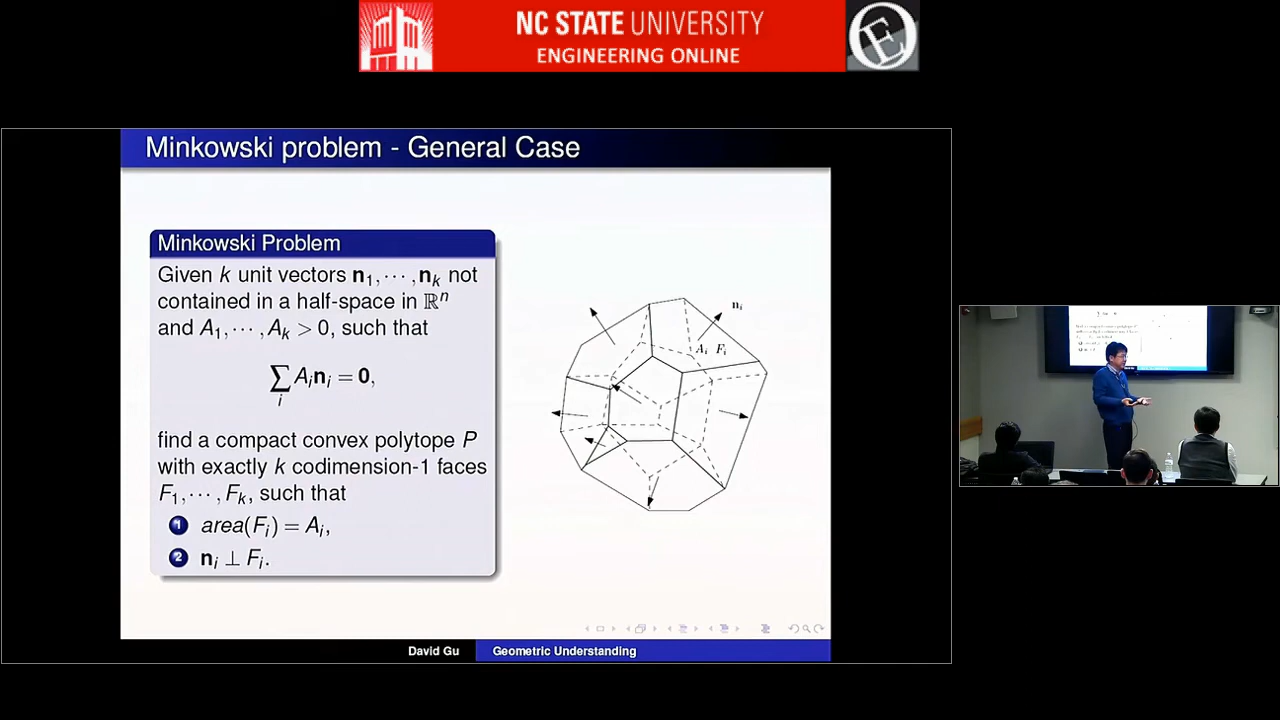 NC STATE UNIVERSITY
ENGINEERING ONLINE
Minkowski problem - General Case
Minkowski Problem
Given k unit vectors n₁,⋯,nₖ not
contained in a half-space in ℝⁿ
and A₁,⋯,Aₖ > 0, such that
∑ᵢ Aᵢnᵢ = 0,
find a compact convex polytope P
with exactly k codimension-1 faces
F₁,⋯,Fₖ, such that
1 area(Fᵢ) = Aᵢ,
2 nᵢ ⊥ Fᵢ.
nᵢ
Aᵢ Fᵢ
David Gu
Geometric Understanding